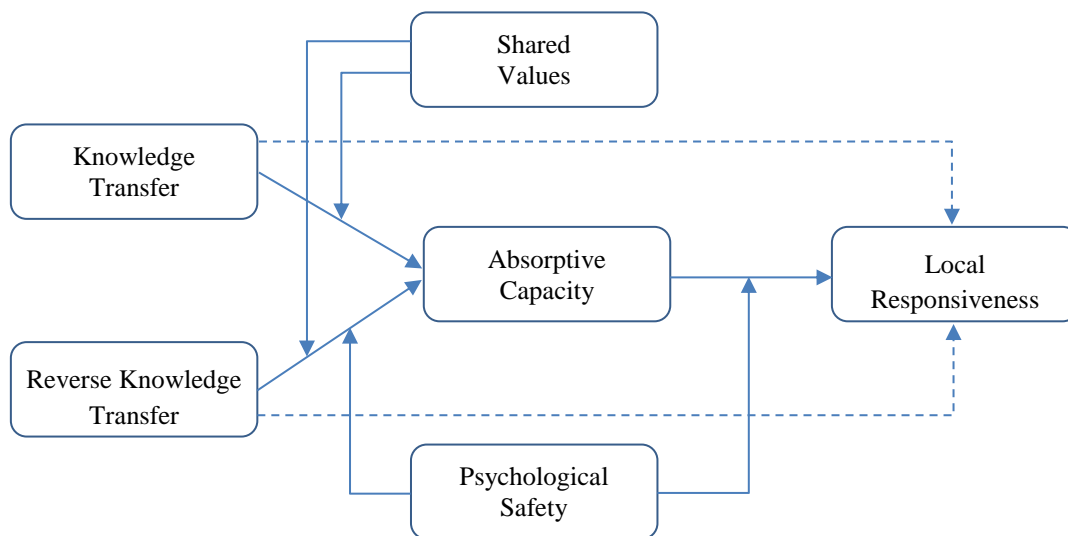 Shared
Values
Knowledge
Transfer
Absorptive
Capacity
Local
Responsiveness
Reverse Knowledge
Transfer
Psychological
Safety